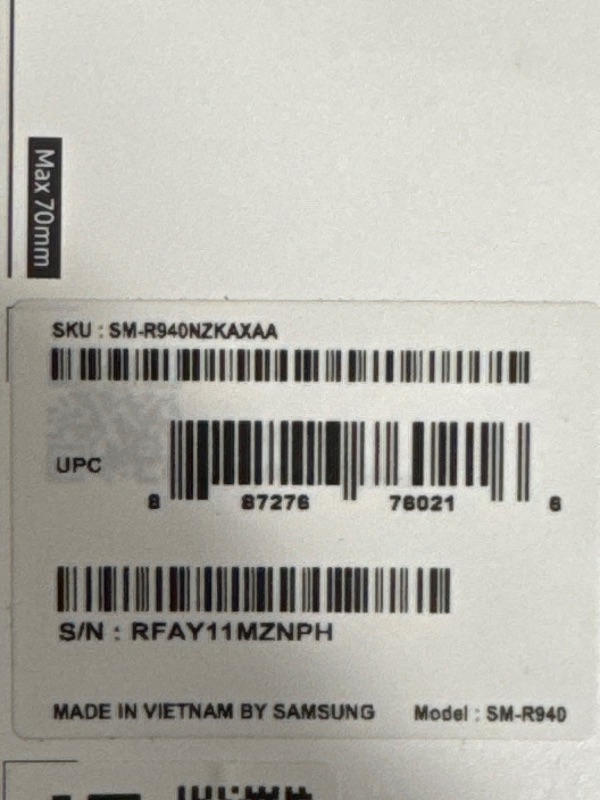 Max 70mm
SKU : SM-R940NZKAXAA
UPC
8 87276 76021 6
S/N : RFAY11MZNPH
MADE IN VIETNAM BY SAMSUNG Model : SM-R940